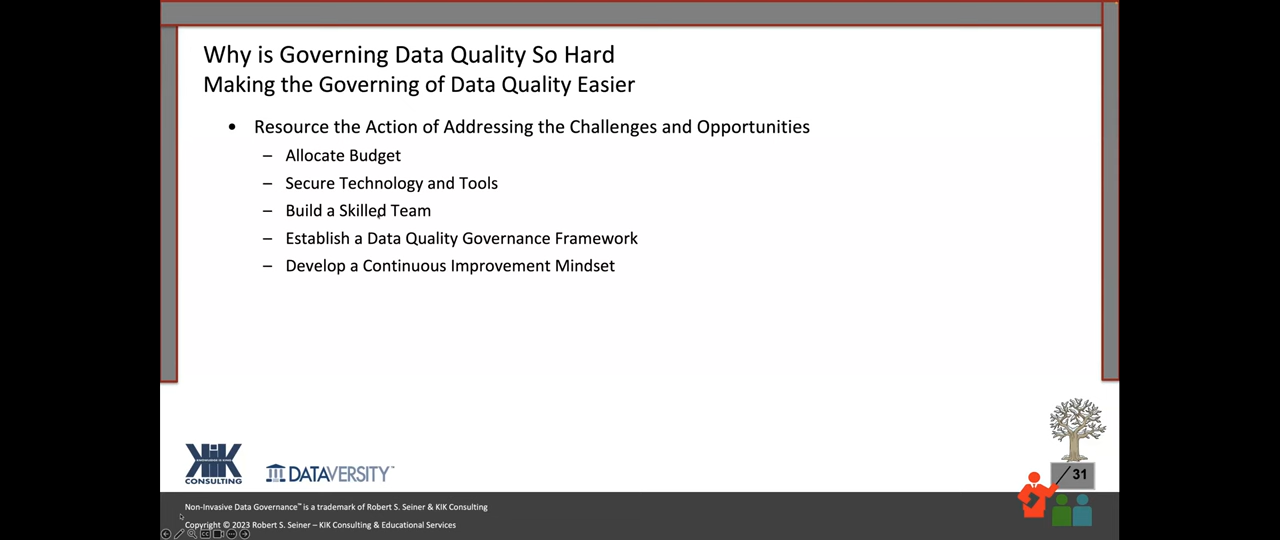 Why is Governing Data Quality So Hard
Making the Governing of Data Quality Easier
• Resource the Action of Addressing the Challenges and Opportunities
– Allocate Budget
– Secure Technology and Tools
– Build a Skilled Team
– Establish a Data Quality Governance Framework
– Develop a Continuous Improvement Mindset
KIK
CONSULTING
DATAVERSITY™
31
Non-Invasive Data Governance™ is a trademark of Robert S. Seiner & KIK Consulting
Copyright © 2023 Robert S. Seiner – KIK Consulting & Educational Services